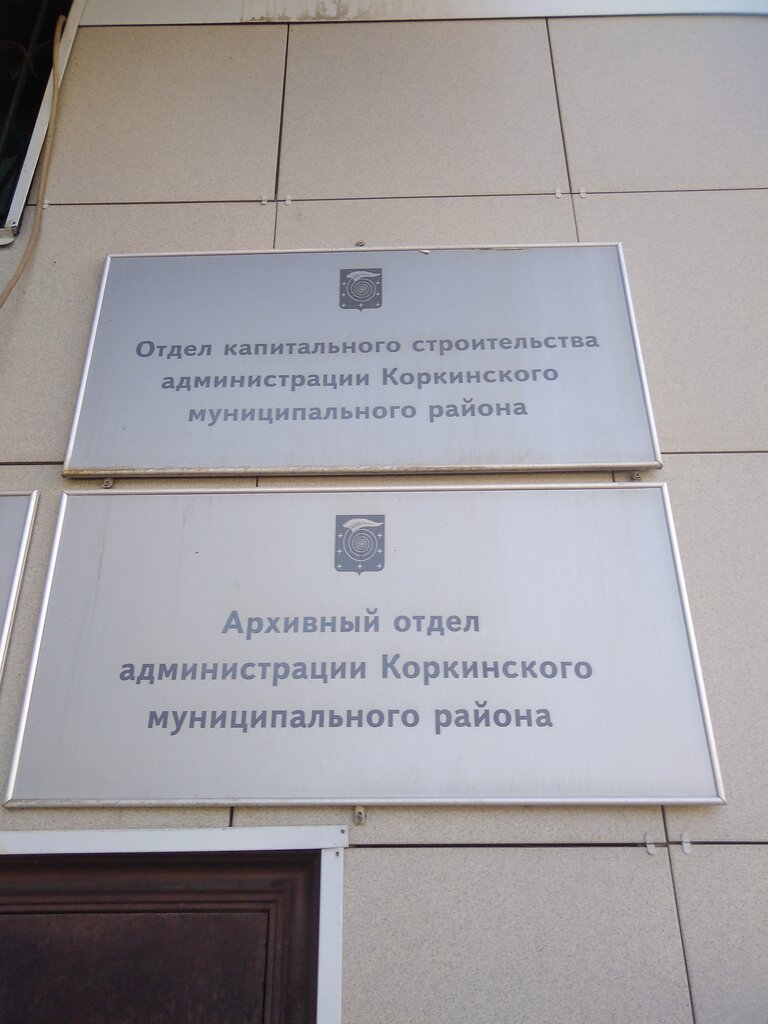 Отдел капитального строительства
администрации Коркинского
муниципального района
Архивный отдел
администрации Коркинского
муниципального района